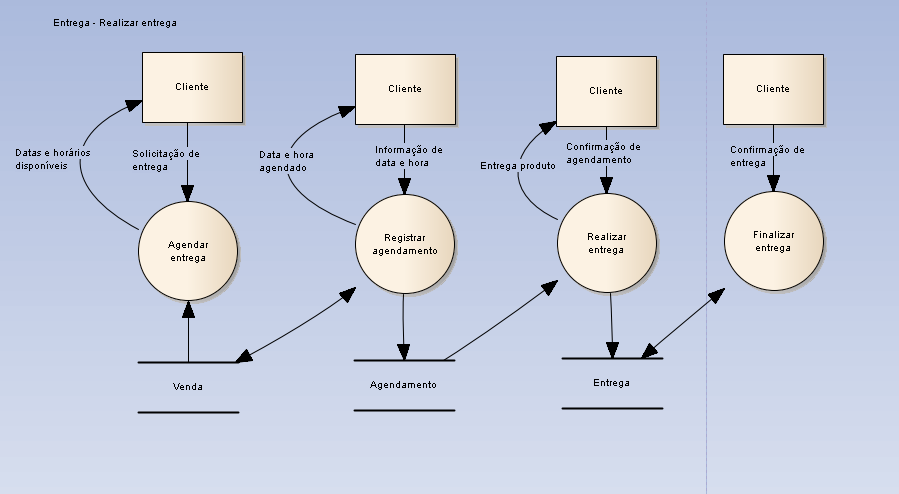 Entrega - Realizar entrega
Cliente
Cliente
Cliente
Cliente
Datas e horários
disponíveis
Solicitação de
entrega
Data e hora
agendado
Informação de
data e hora
Entrega produto
Confirmação de
agendamento
Confirmação de
entrega
Agendar
entrega
Registrar
agendamento
Realizar
entrega
Finalizar
entrega
Venda
Agendamento
Entrega